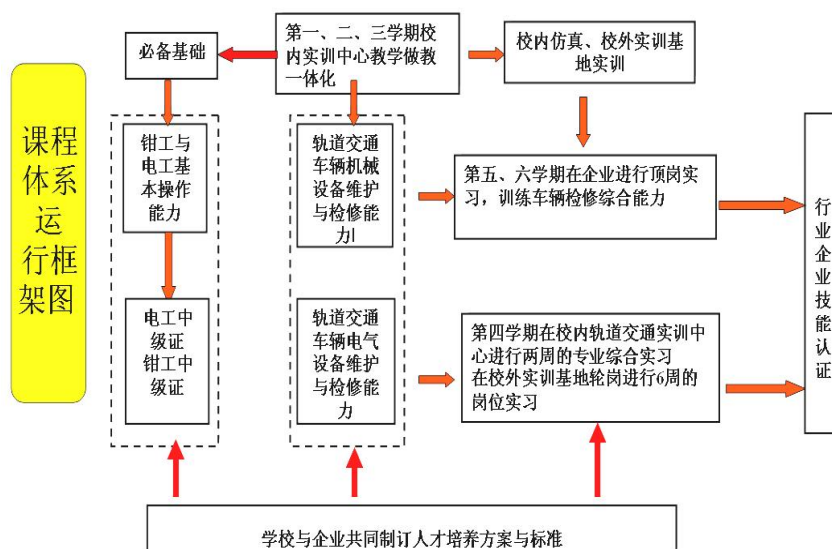 课程
体系
运
行框
架图
必备基础
第一、二、三学期校
内实训中心教学做教
一体化
校内仿真、校外实训基
地实训
钳工与
电工基
本操作
能力
轨道交通
车辆机械
设备维护
与检修能
力l
第五、六学期在企业进行顶岗实
习，训练车辆检修综合能力
电工中
级证
钳工中
级证
轨道交通
车辆电气
设备维护
与检修能
力
第四学期在校内轨道交通实训中
心进行两周的专业综合实习
在校外实训基地轮岗进行6周的
岗位实习
行业企业技能认证
学校与企业共同制订人才培养方案与标准